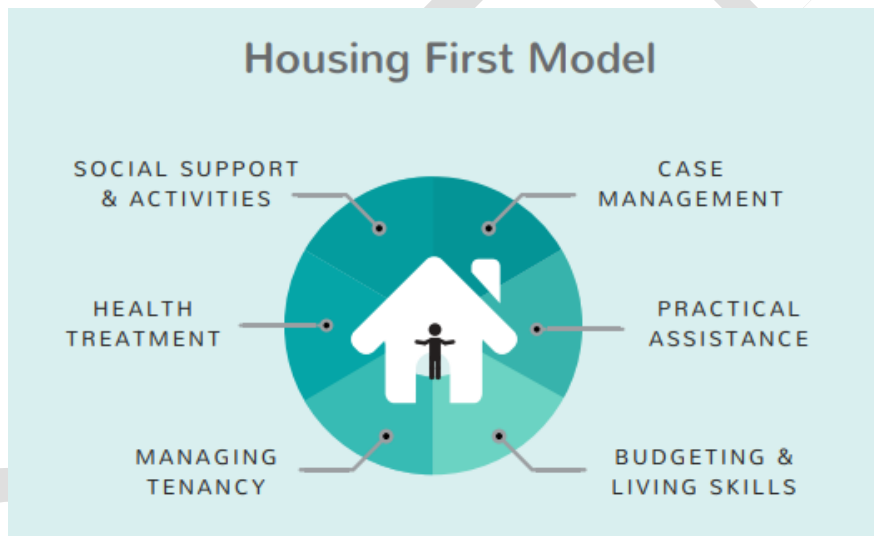 Housing First Model
SOCIAL SUPPORT
& ACTIVITIES
CASE
MANAGEMENT
HEALTH
TREATMENT
PRACTICAL
ASSISTANCE
MANAGING
TENANCY
BUDGETING &
LIVING SKILLS